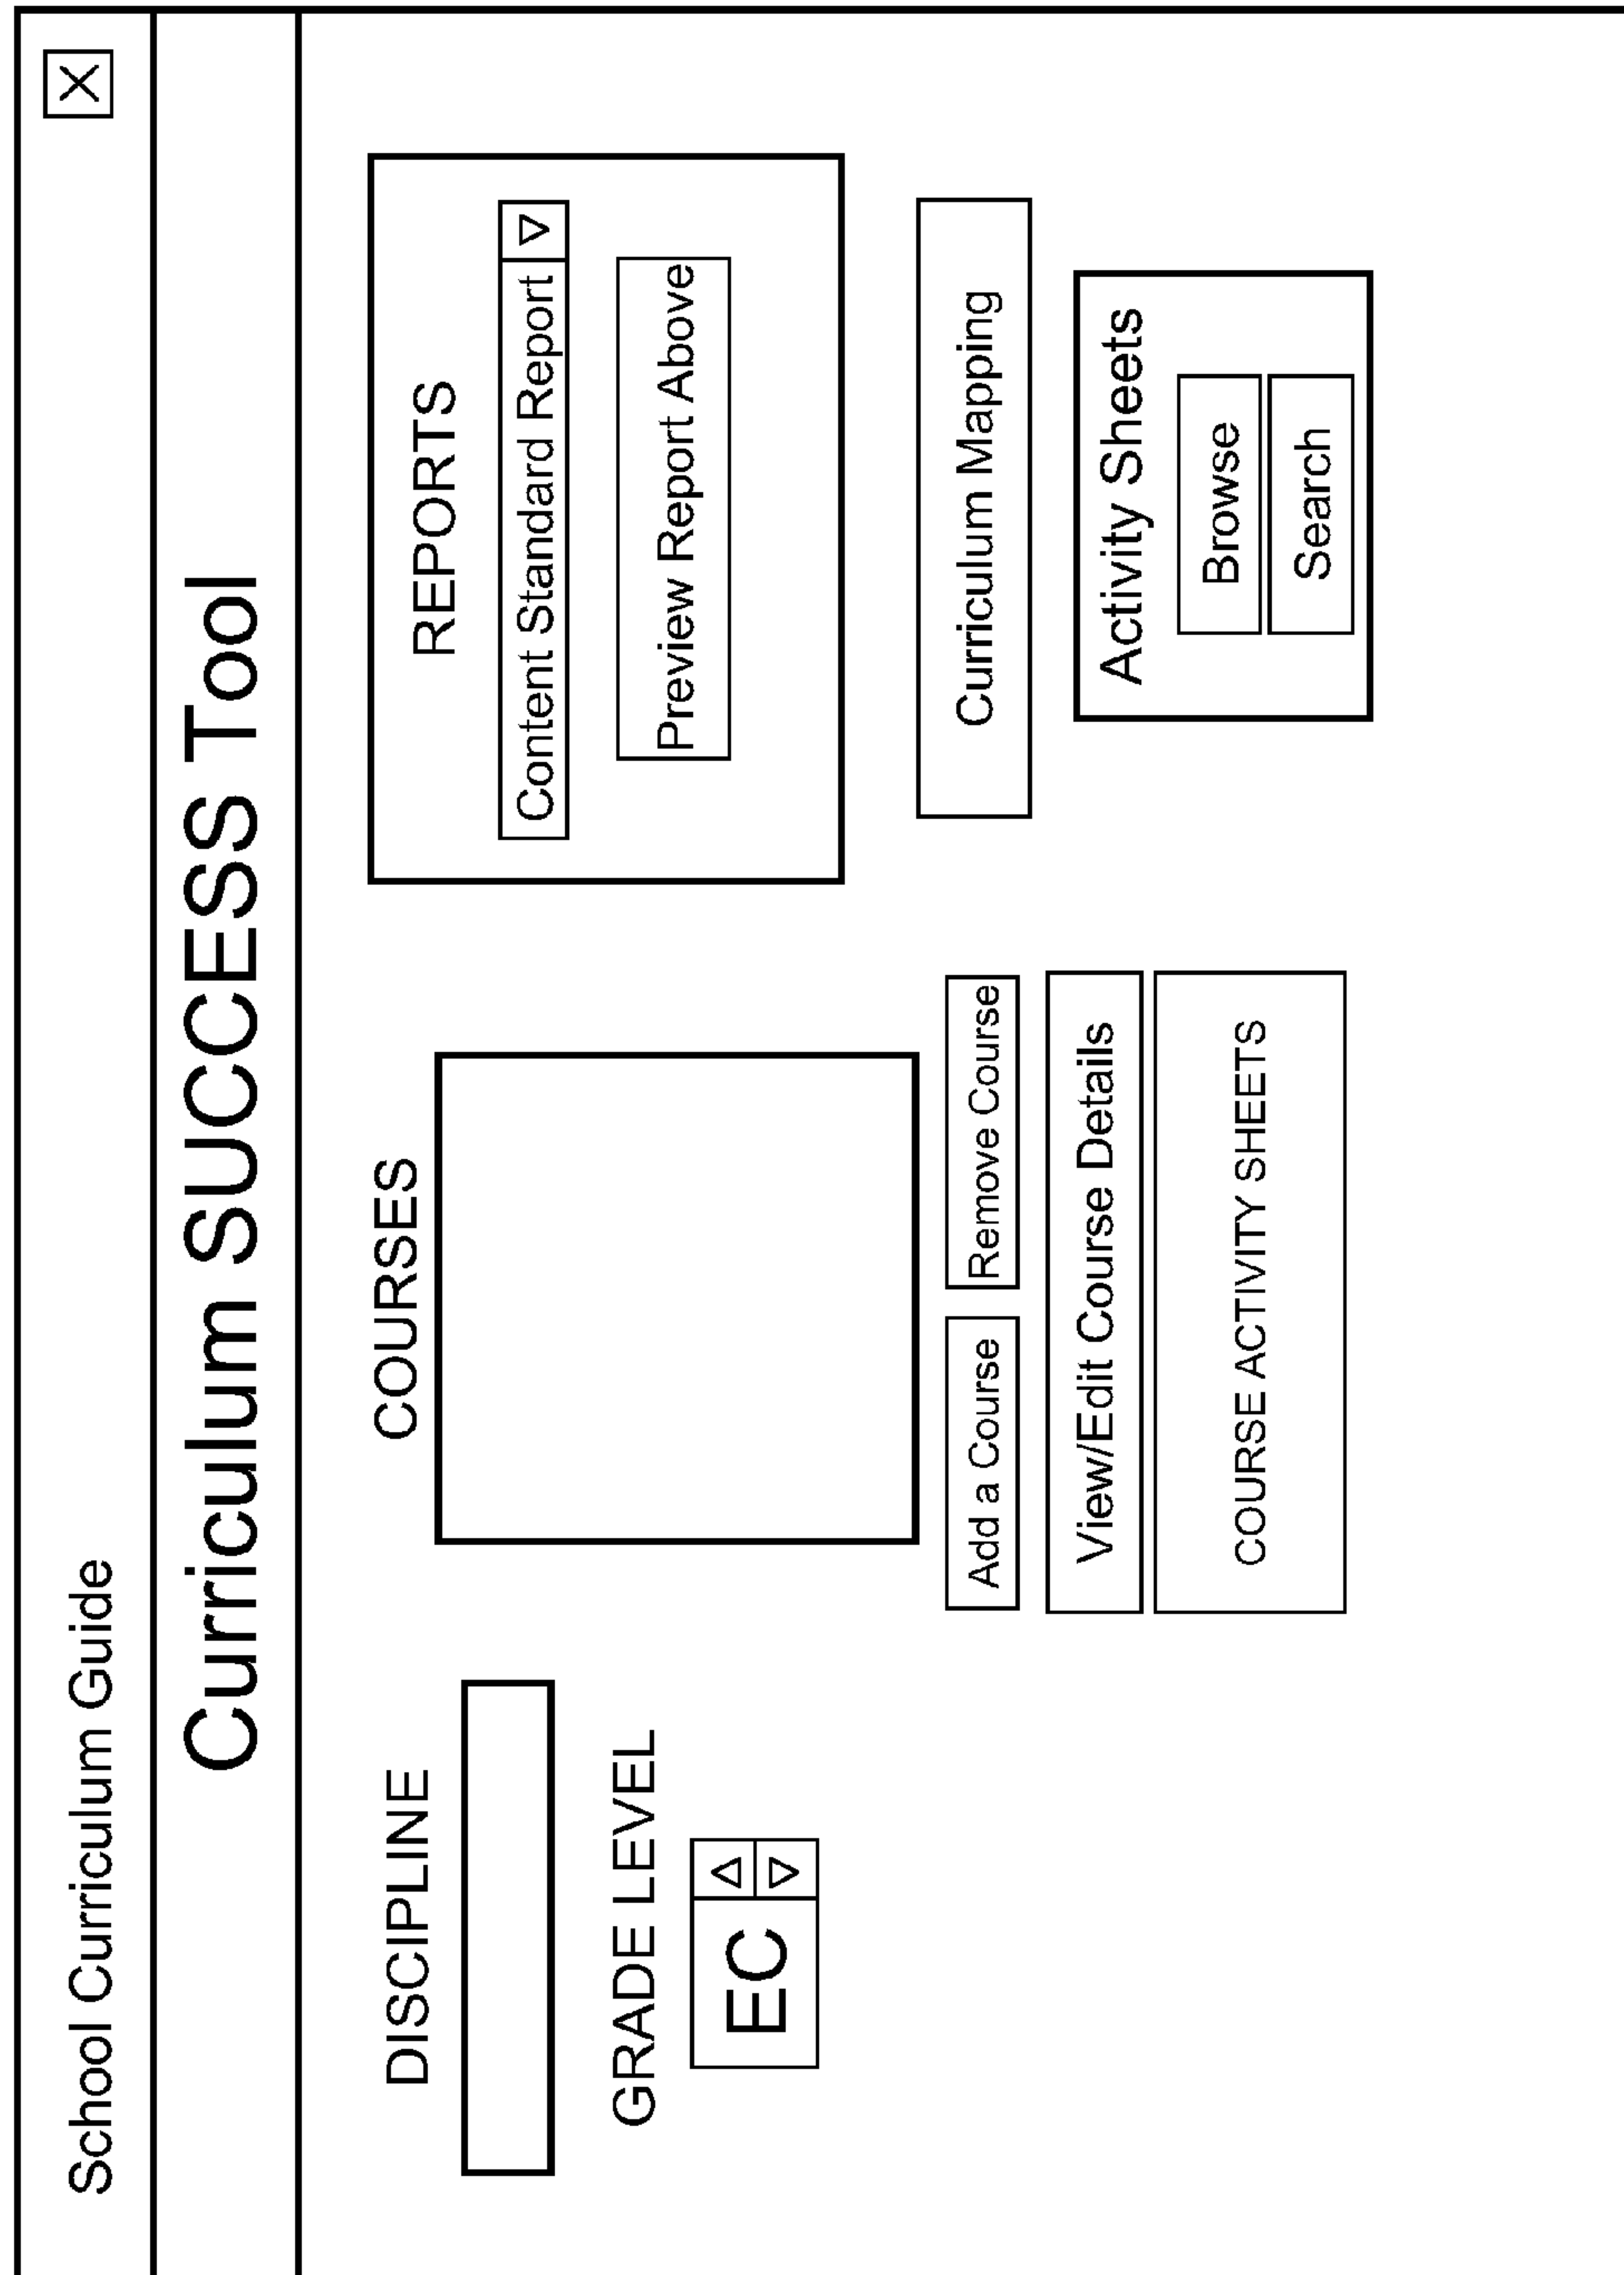 School Curriculum Guide
X
Curriculum SUCCESS Tool
DISCIPLINE
GRADE LEVEL
EC
COURSES
Add a Course
Remove Course
View/Edit Course Details
COURSE ACTIVITY SHEETS
REPORTS
Content Standard Report
Preview Report Above
Curriculum Mapping
Activity Sheets
Browse
Search